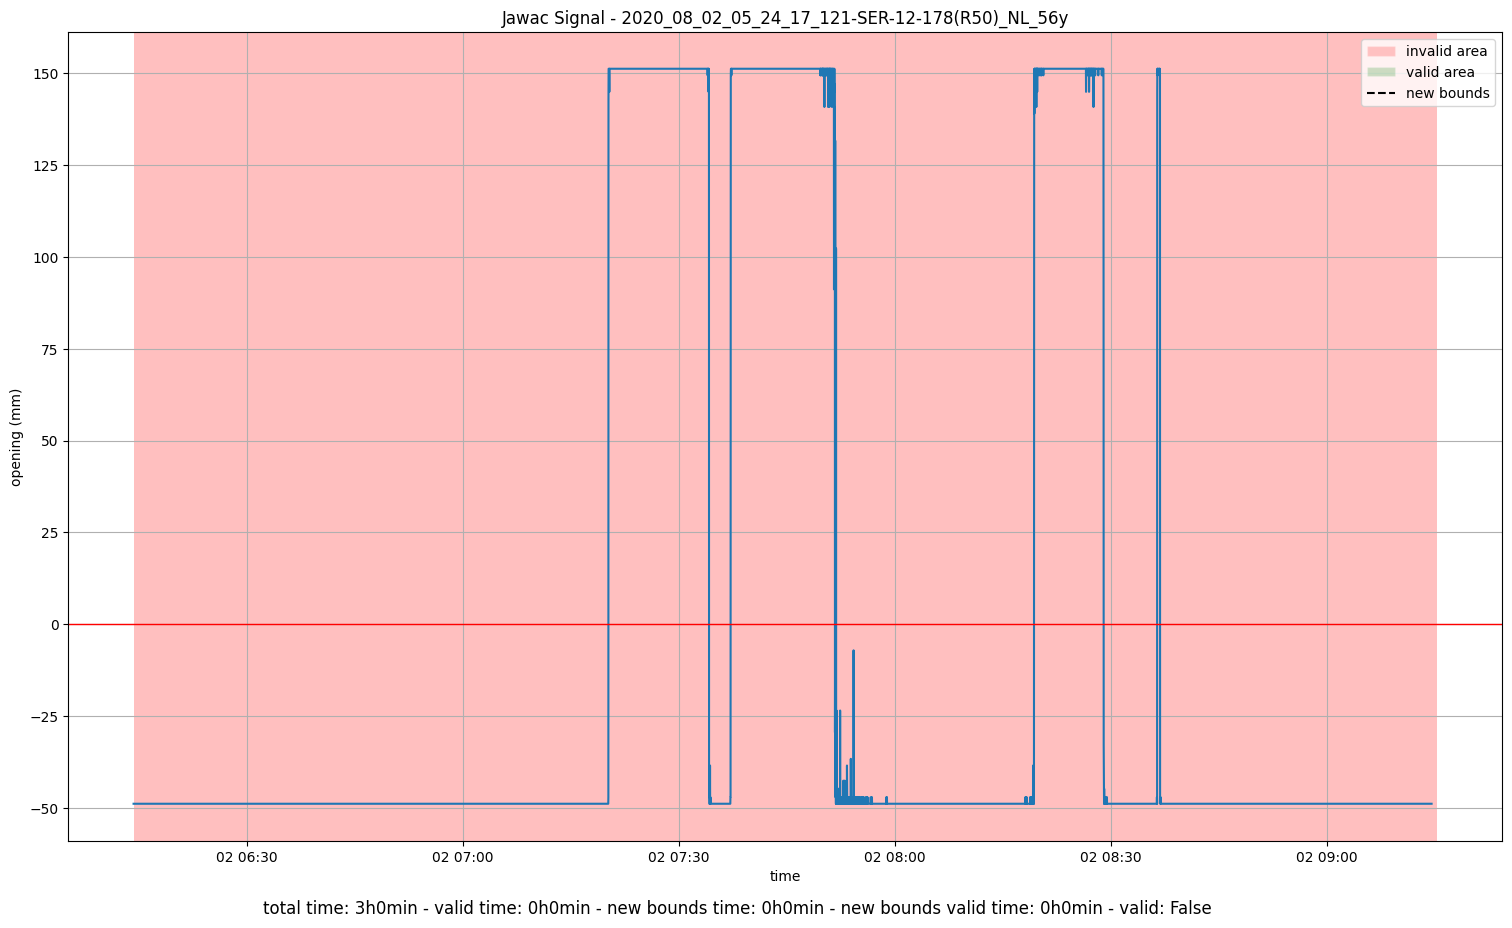 Jawac Signal - 2020_08_02_05_24_17_121-SER-12-178(R50)_NL_56y
invalid area
valid area
new bounds
150
125
100
75
50
25
0
−25
−50
opening (mm)
02 06:30
02 07:00
02 07:30
02 08:00
02 08:30
02 09:00
time
total time: 3h0min - valid time: 0h0min - new bounds time: 0h0min - new bounds valid time: 0h0min - valid: False